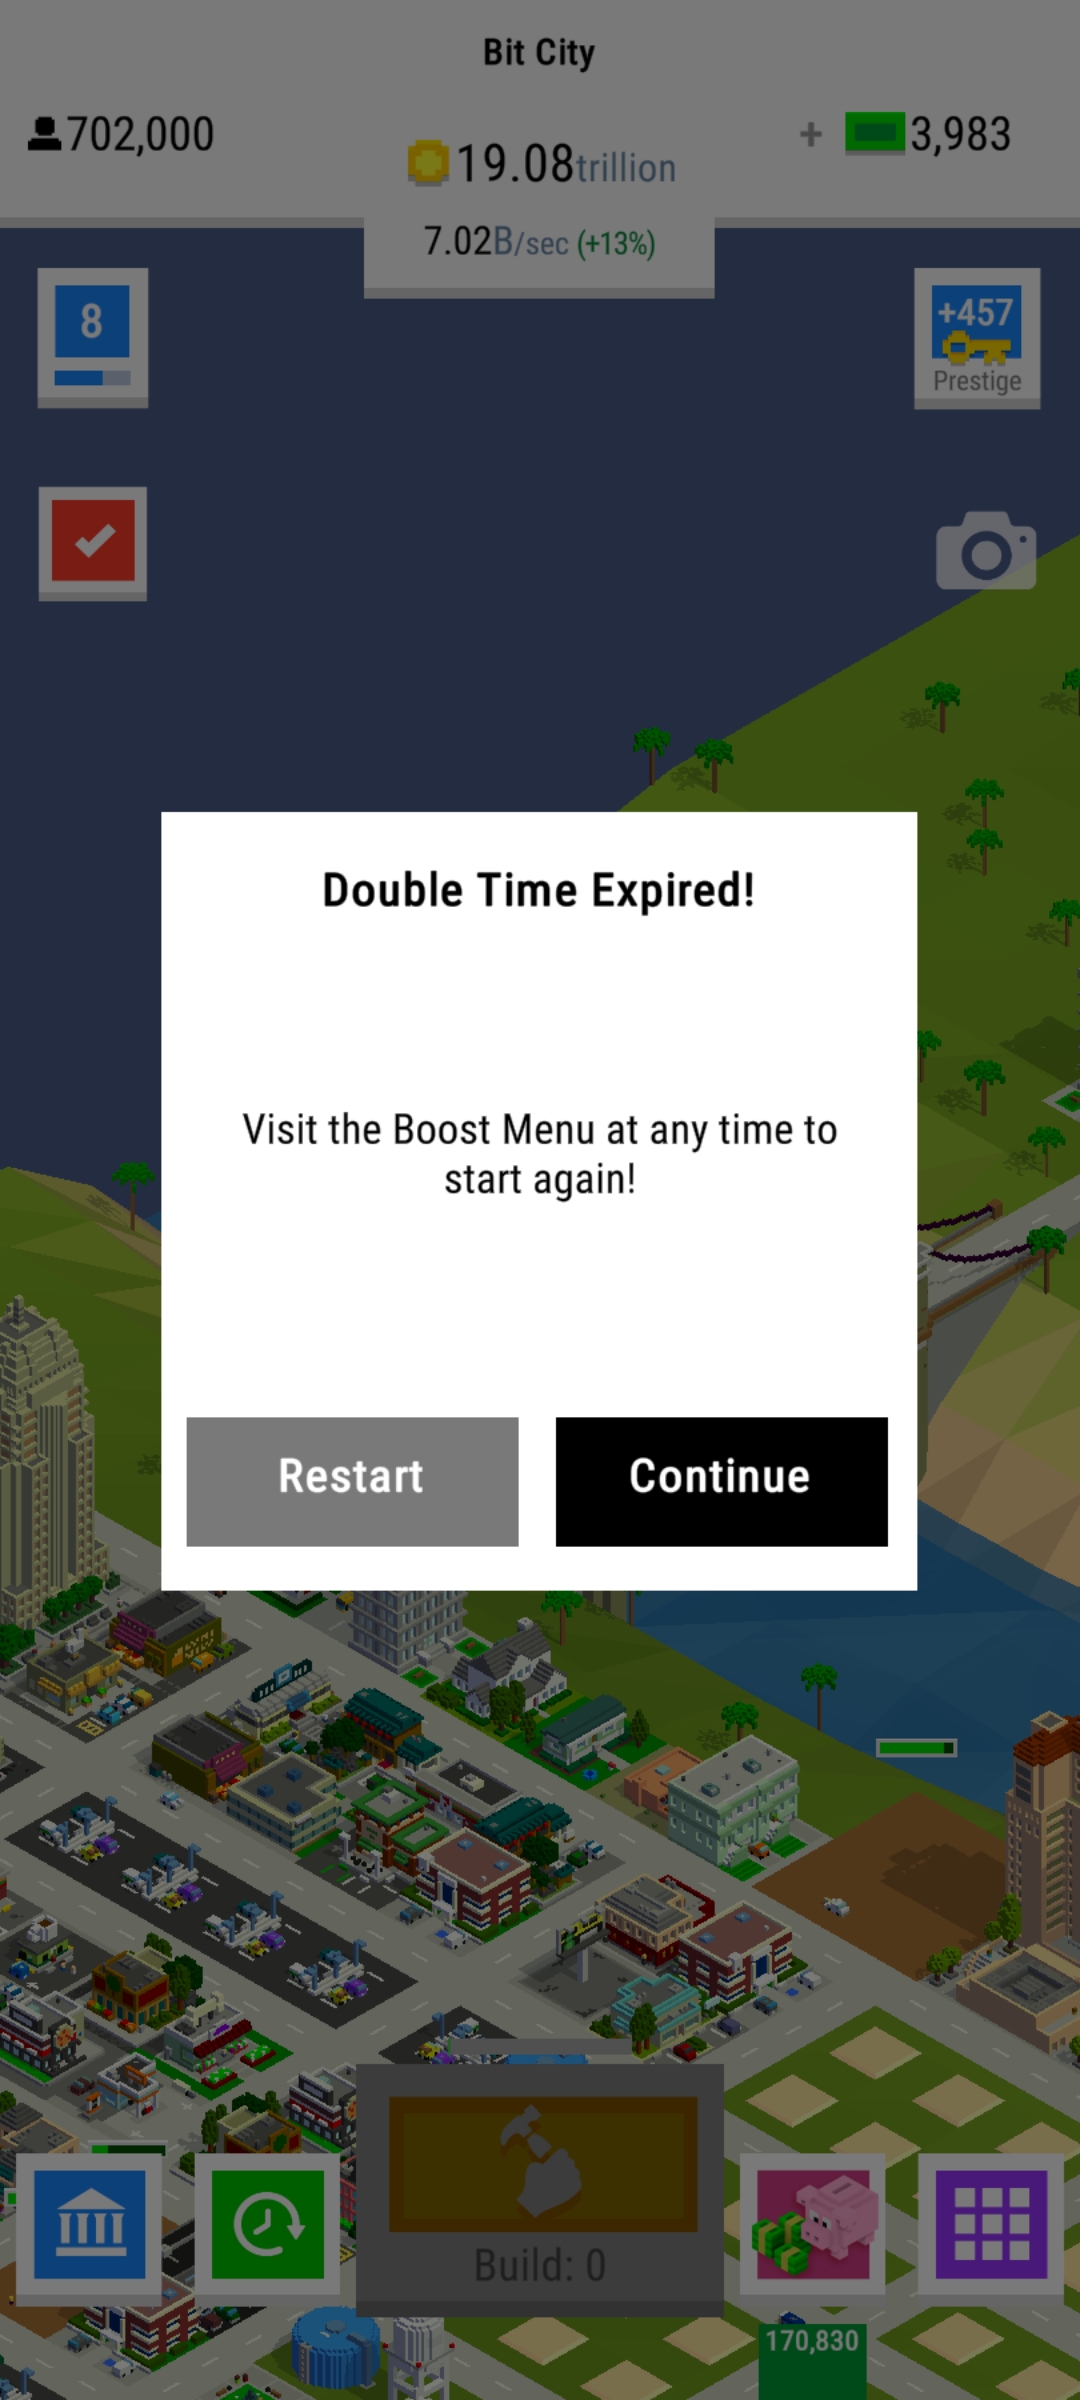 Bit City
702,000
19.08trillion
+ 3,983
7.02B/sec (+13%)
8
+457
Prestige
Double Time Expired!
Visit the Boost Menu at any time to
start again!
Restart
Continue
Build: 0
170,830